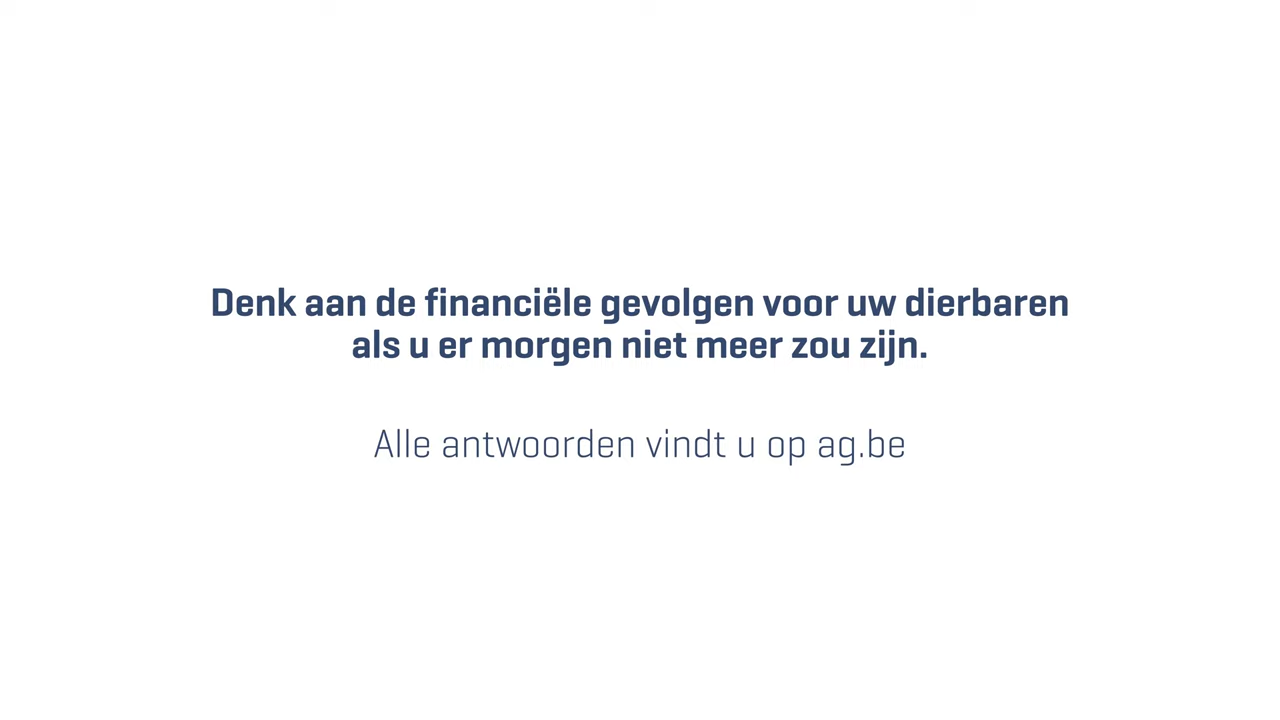 Denk aan de financiële gevolgen voor uw dierbaren
als u er morgen niet meer zou zijn.
Alle antwoorden vindt u op ag.be